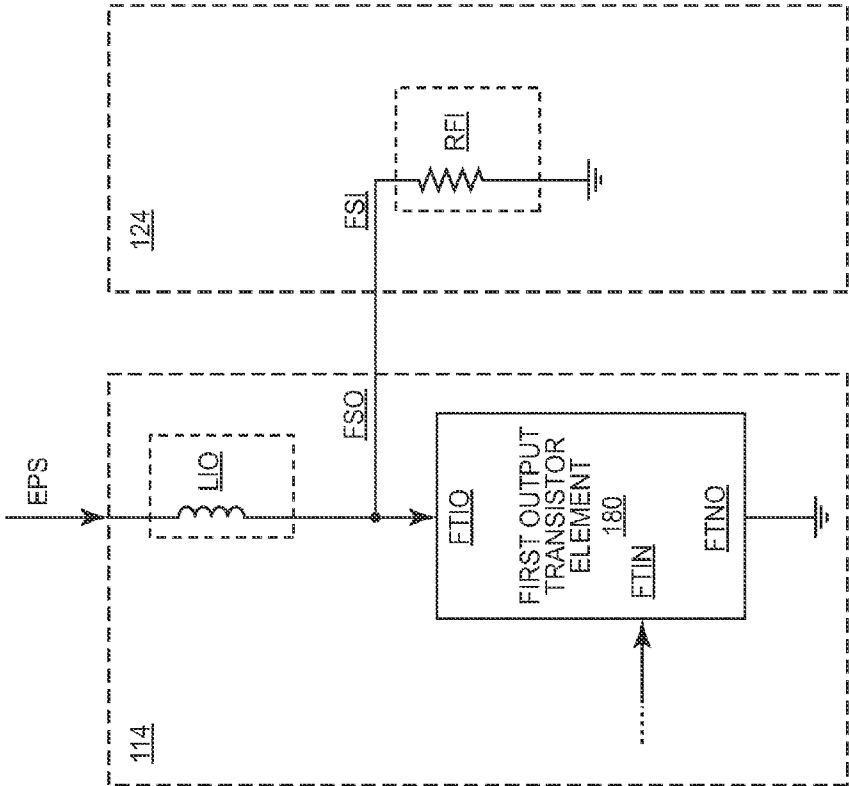 EPS
114
LIO
FSO
FTIO
FIRST OUTPUT
TRANSISTOR
ELEMENT
180
FTIN
FTNO
124
FSI
RFI